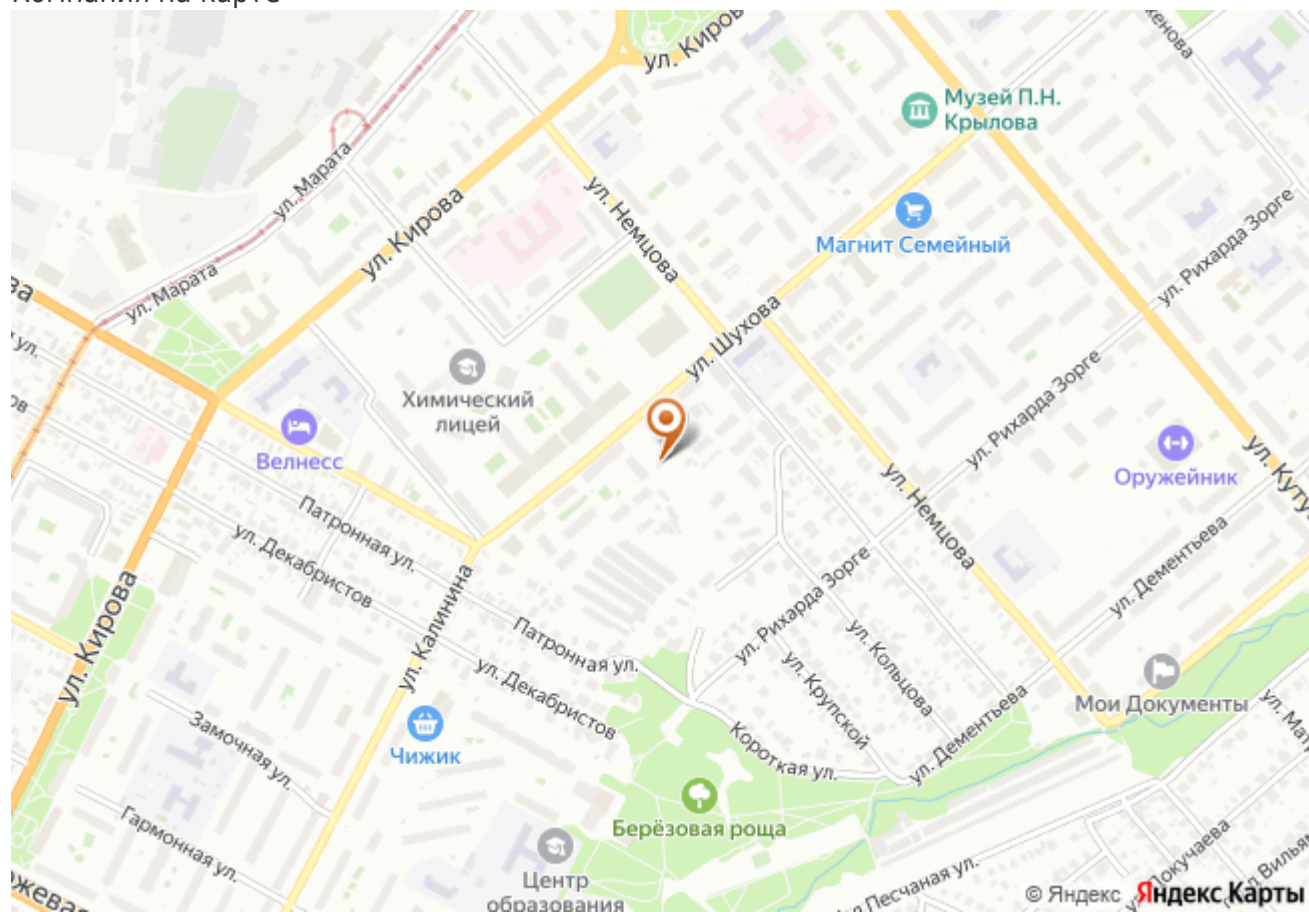 Компания на карте
ул. Кирова
Музей П.Н.
Крылова
ул. Марата
ул. Кирова
ул. Немцова
Магнит Семейный
ул. Рихарда Зорге
ул. Марата
ул. Шухова
Химический
лицей
ул. Рихарда Зорге
Велнесс
Оружейник
ул. Немцова
Патронная ул.
ул. Декабристов
ул. Дементьева
ул. Рихарда Зорге
ул. Калинина
ул. Кирова
Патронная ул.
ул. Кольцова
ул. Крупской
ул. Декабристов
Мои Документы
Замочная ул.
Чижик
Короткая ул.
ул. Дементьева
Берёзовая роща
Гармонная ул.
Центр
образования
Песчаная ул.
© Яндекс Яндекс Карты